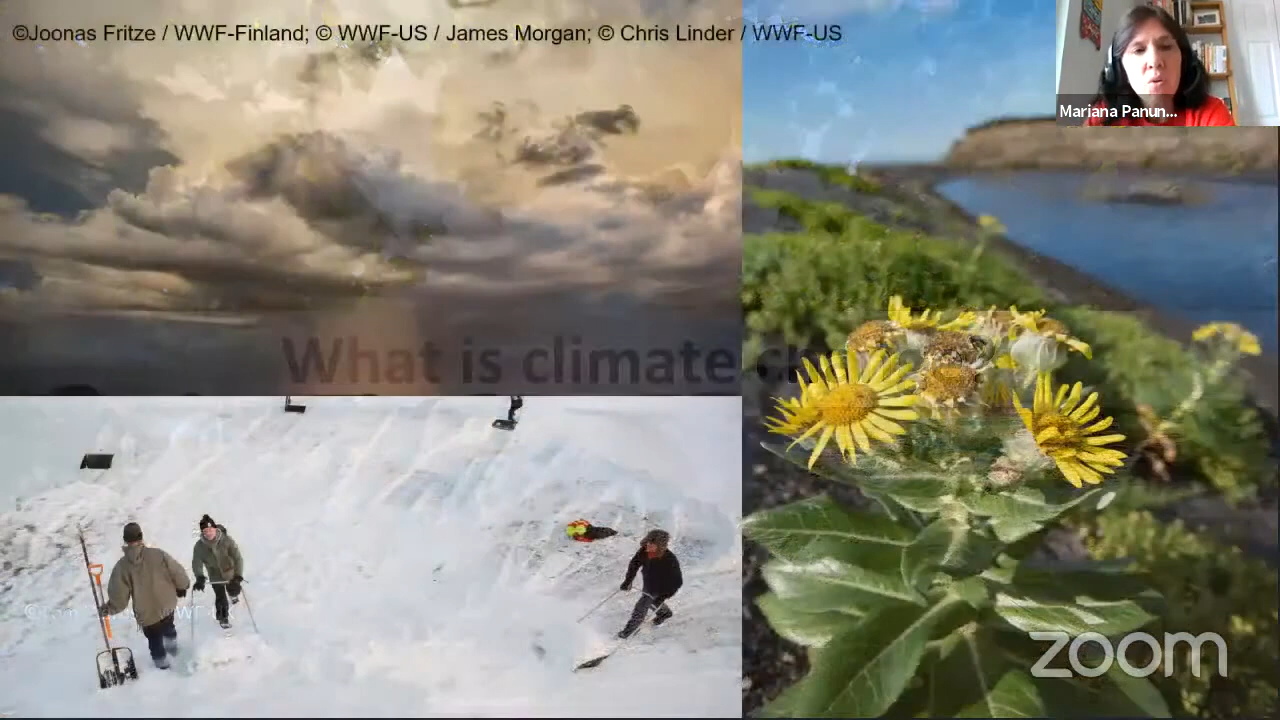 ©Joonas Fritze / WWF-Finland; © WWF-US / James Morgan; © Chris Linder / WWF-US
Mariana Panun...
What is climate c
zoom